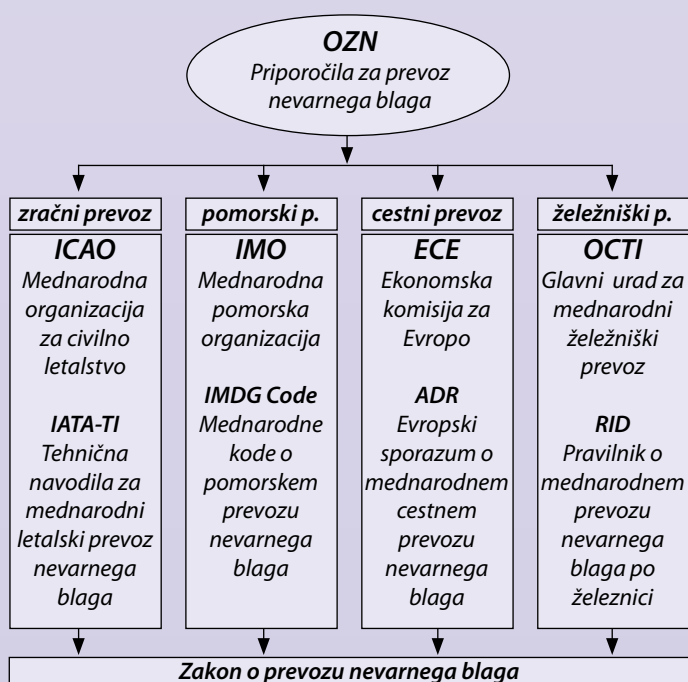 OZN
Priporočila za prevoz
nevarnega blaga
zračni prevoz
ICAO
Mednarodna
organizacija
za civilno
letalstvo
IATA-TI
Tehnična
navodila za
mednarodni
letalski prevoz
nevarnega
blaga
pomorski p.
IMO
Mednarodna
pomorska
organizacija
IMDG Code
Mednarodne
kode o
pomorskem
prevozu
nevarnega
blaga
cestni prevoz
ECE
Ekonomska
komisija za
Evropo
ADR
Evropski
sporazum o
mednarodnem
cestnem
prevozu
nevarnega
blaga
železniški p.
OCTI
Glavni urad za
mednarodni
železniški
prevoz
RID
Pravilnik o
mednarodnem
prevozu
nevarnega
blaga po
železnici
Zakon o prevozu nevarnega blaga